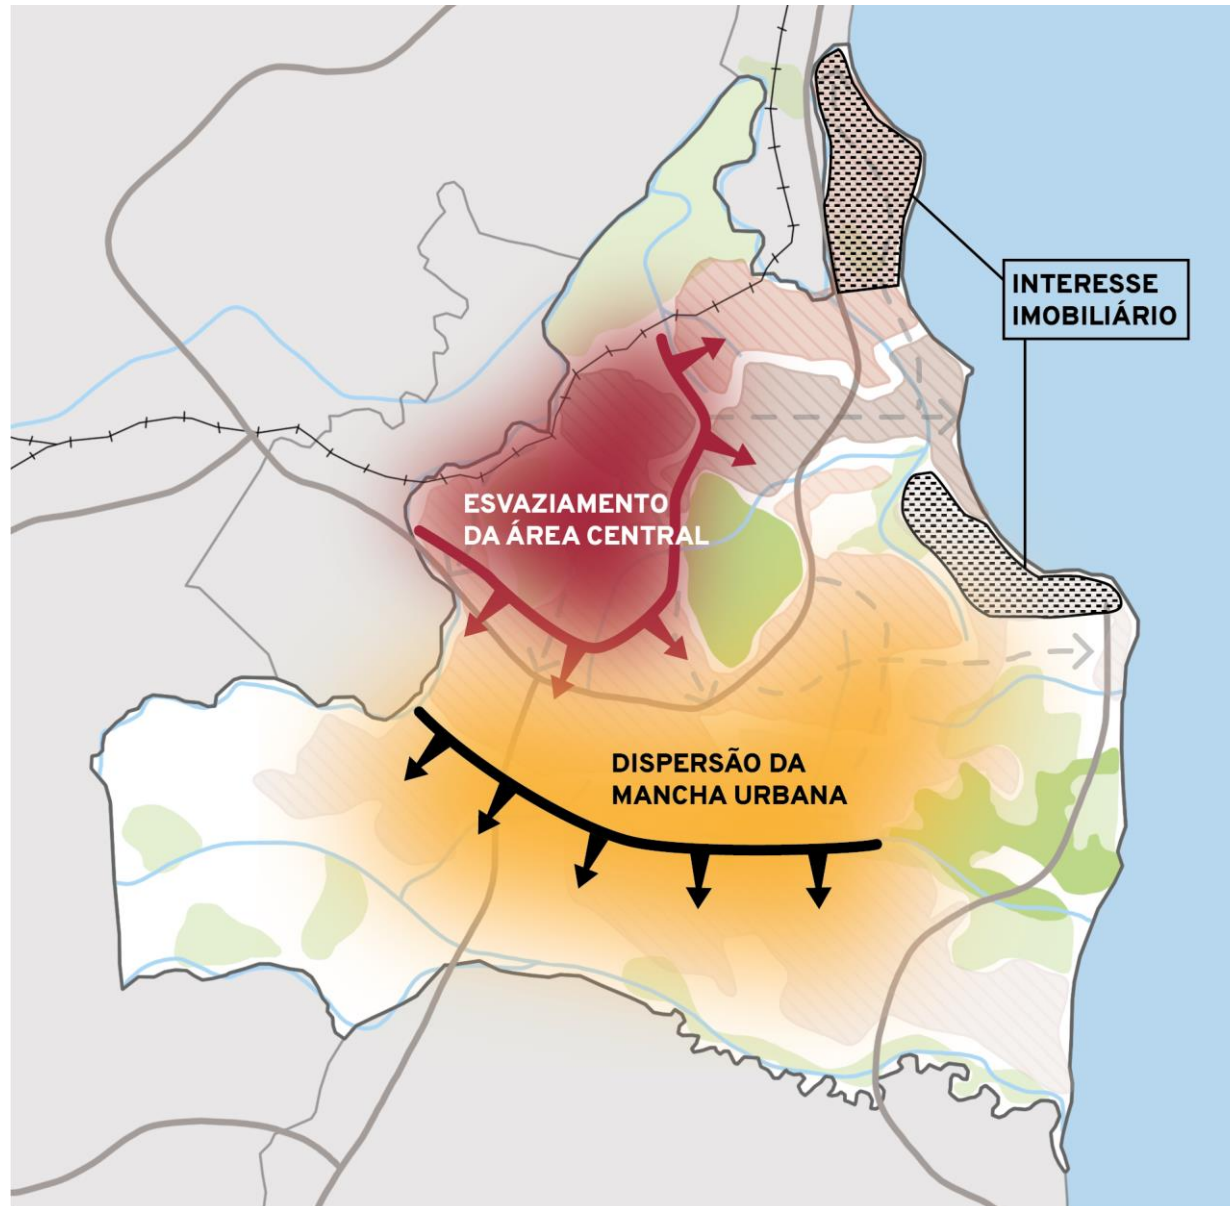 INTERESSE
IMOBILIÁRIO
ESVAZIAMENTO
DA ÁREA CENTRAL
DISPERSÃO DA
MANCHA URBANA